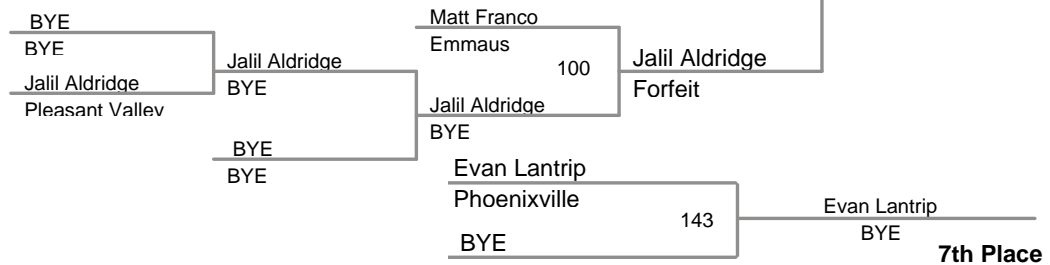 BYE
BYE
Jalil Aldridge
Pleasant Valley
Jalil Aldridge
BYE
BYE
BYE
Matt Franco
Emmaus
100
Jalil Aldridge
BYE
Jalil Aldridge
Forfeit
Evan Lantrip
Phoenixville
143
BYE
Evan Lantrip
BYE
7th Place